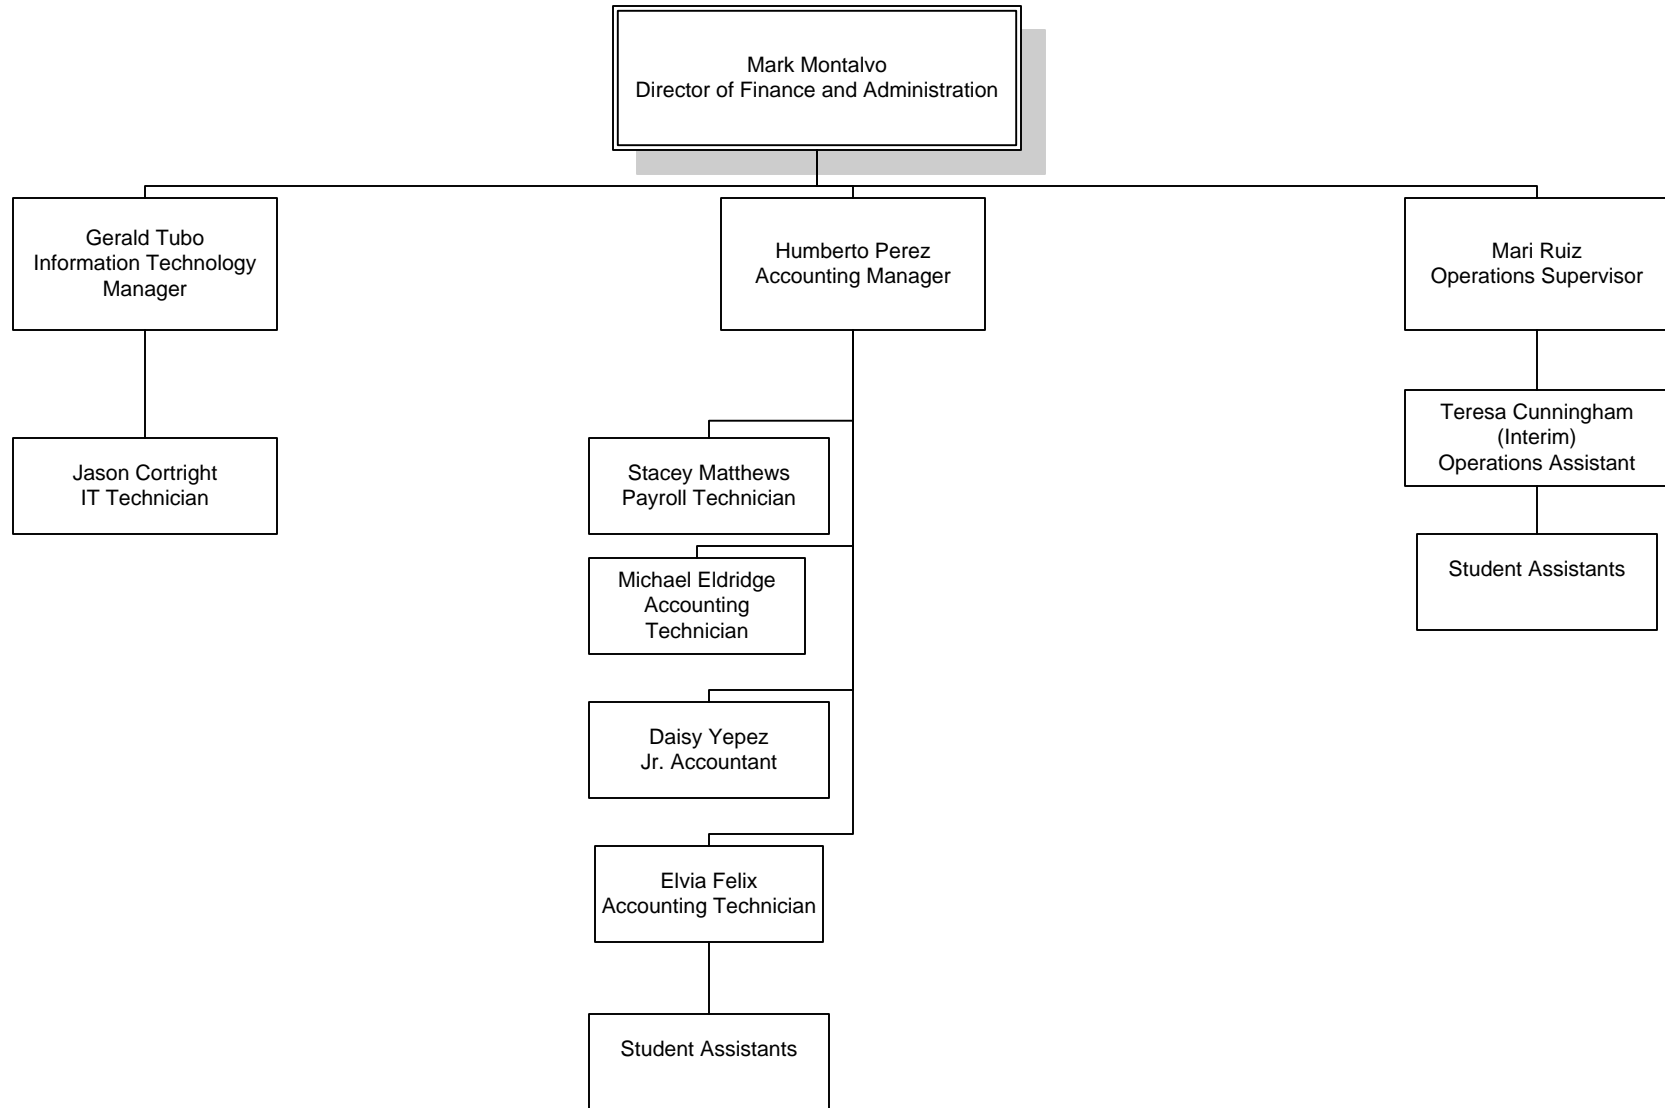 Mark Montalvo
Director of Finance and Administration
Gerald Tubo
Information Technology
Manager
Humberto Perez
Accounting Manager
Mari Ruiz
Operations Supervisor
Teresa Cunningham
(Interim)
Operations Assistant
Jason Cortright
IT Technician
Stacey Matthews
Payroll Technician
Student Assistants
Michael Eldridge
Accounting
Technician
Daisy Yepez
Jr. Accountant
Elvia Felix
Accounting Technician
Student Assistants